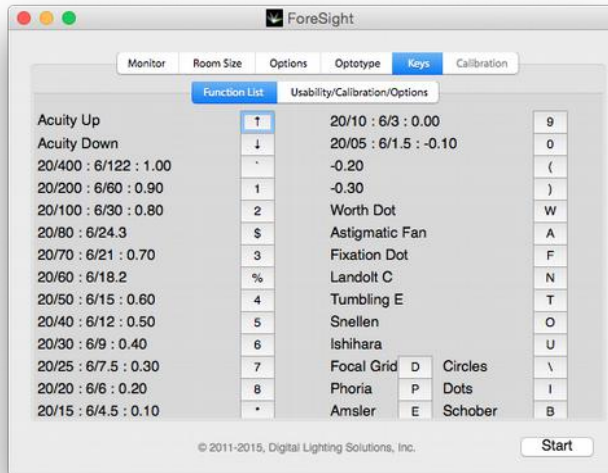 ForeSight
Monitor Room Size Options Optotype Keys Calibration
Function List Usability/Calibration/Options
Acuity Up ↑
Acuity Down ↓
20/400 : 6/122 : 1.00 `
20/200 : 6/60 : 0.90 1
20/100 : 6/30 : 0.80 2
20/80 : 6/24.3 $
20/70 : 6/21 : 0.70 3
20/60 : 6/18.2 %
20/50 : 6/15 : 0.60 4
20/40 : 6/12 : 0.50 5
20/30 : 6/9 : 0.40 6
20/25 : 6/7.5 : 0.30 7
20/20 : 6/6 : 0.20 8
20/15 : 6/4.5 : 0.10 *
20/10 : 6/3 : 0.00 9
20/05 : 6/1.5 : -0.10 0
-0.20 (
-0.30 )
Worth Dot W
Astigmatic Fan A
Fixation Dot F
Landolt C N
Tumbling E T
Snellen O
Ishihara U
Focal Grid D Circles \
Phoria P Dots I
Amsler E Schober B
© 2011-2015, Digital Lighting Solutions, Inc.
Start